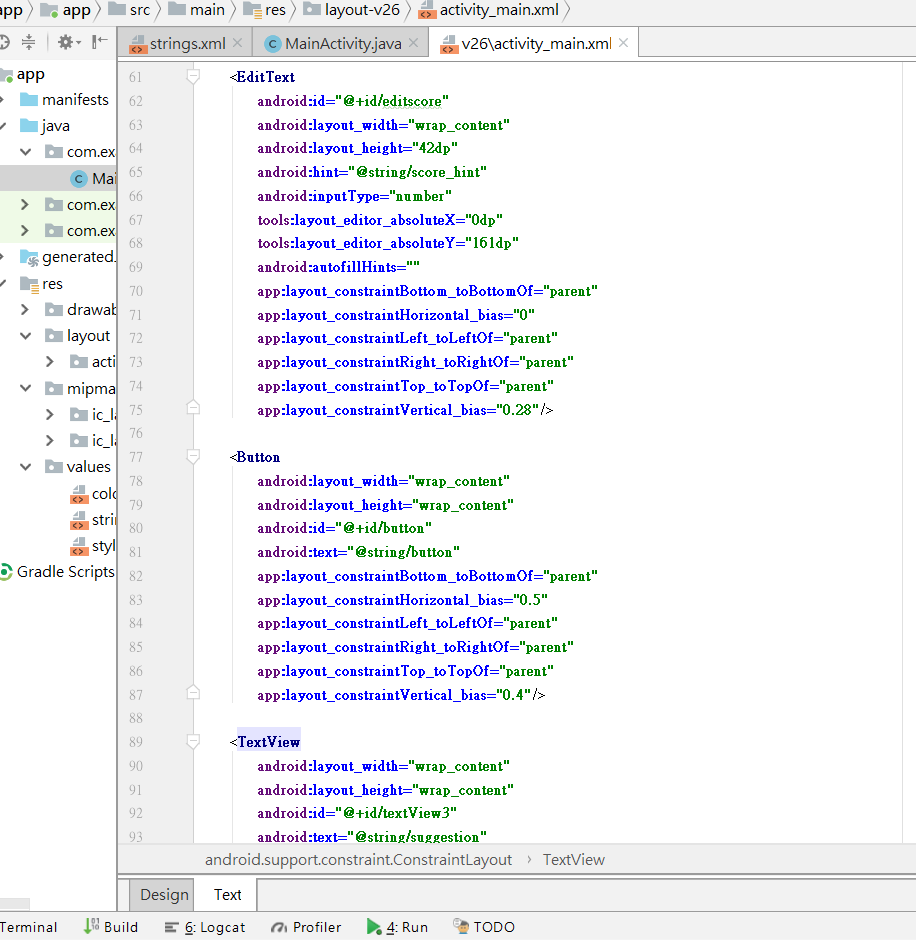 app app src main res layout-v26 activity_main.xml
strings.xml MainActivity.java v26\activity_main.xml
app
manifests
java
com.ex
C Mai
com.ex
com.ex
generated.
res
drawab
layout
acti
mipma
ic_la
ic_la
values
colo
strin
styl
Gradle Scripts
61 <EditText
62 android:id="@+id/editscore"
63 android:layout_width="wrap_content"
64 android:layout_height="42dp"
65 android:hint="@string/score_hint"
66 android:inputType="number"
67 tools:layout_editor_absoluteX="0dp"
68 tools:layout_editor_absoluteY="161dp"
69 android:autofillHints=""
70 app:layout_constraintBottom_toBottomOf="parent"
71 app:layout_constraintHorizontal_bias="0"
72 app:layout_constraintLeft_toLeftOf="parent"
73 app:layout_constraintRight_toRightOf="parent"
74 app:layout_constraintTop_toTopOf="parent"
75 app:layout_constraintVertical_bias="0.28"/>
76
77 <Button
78 android:layout_width="wrap_content"
79 android:layout_height="wrap_content"
80 android:id="@+id/button"
81 android:text="@string/button"
82 app:layout_constraintBottom_toBottomOf="parent"
83 app:layout_constraintHorizontal_bias="0.5"
84 app:layout_constraintLeft_toLeftOf="parent"
85 app:layout_constraintRight_toRightOf="parent"
86 app:layout_constraintTop_toTopOf="parent"
87 app:layout_constraintVertical_bias="0.4"/>
88
89 <TextView
90 android:layout_width="wrap_content"
91 android:layout_height="wrap_content"
92 android:id="@+id/textView3"
93 android:text="@string/suggestion"
android.support.constraint.ConstraintLayout › TextView
Design Text
Terminal Build 6: Logcat Profiler 4: Run TODO